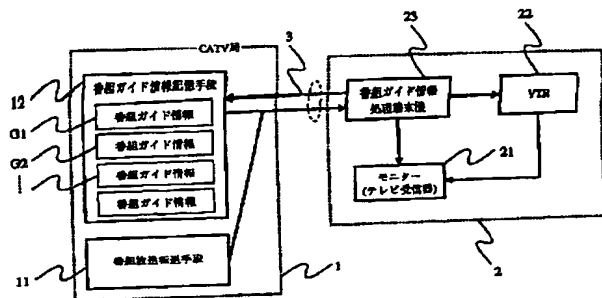 CATV局
3
23
22
12
番組ガイド情報記憶手段
番組ガイド情報
処理端末機
VTR
G1
番組ガイド情報
G2
番組ガイド情報
番組ガイド情報
番組ガイド情報
21
モニター
(テレビ受信器)
11
番組放送転送手段
1
2